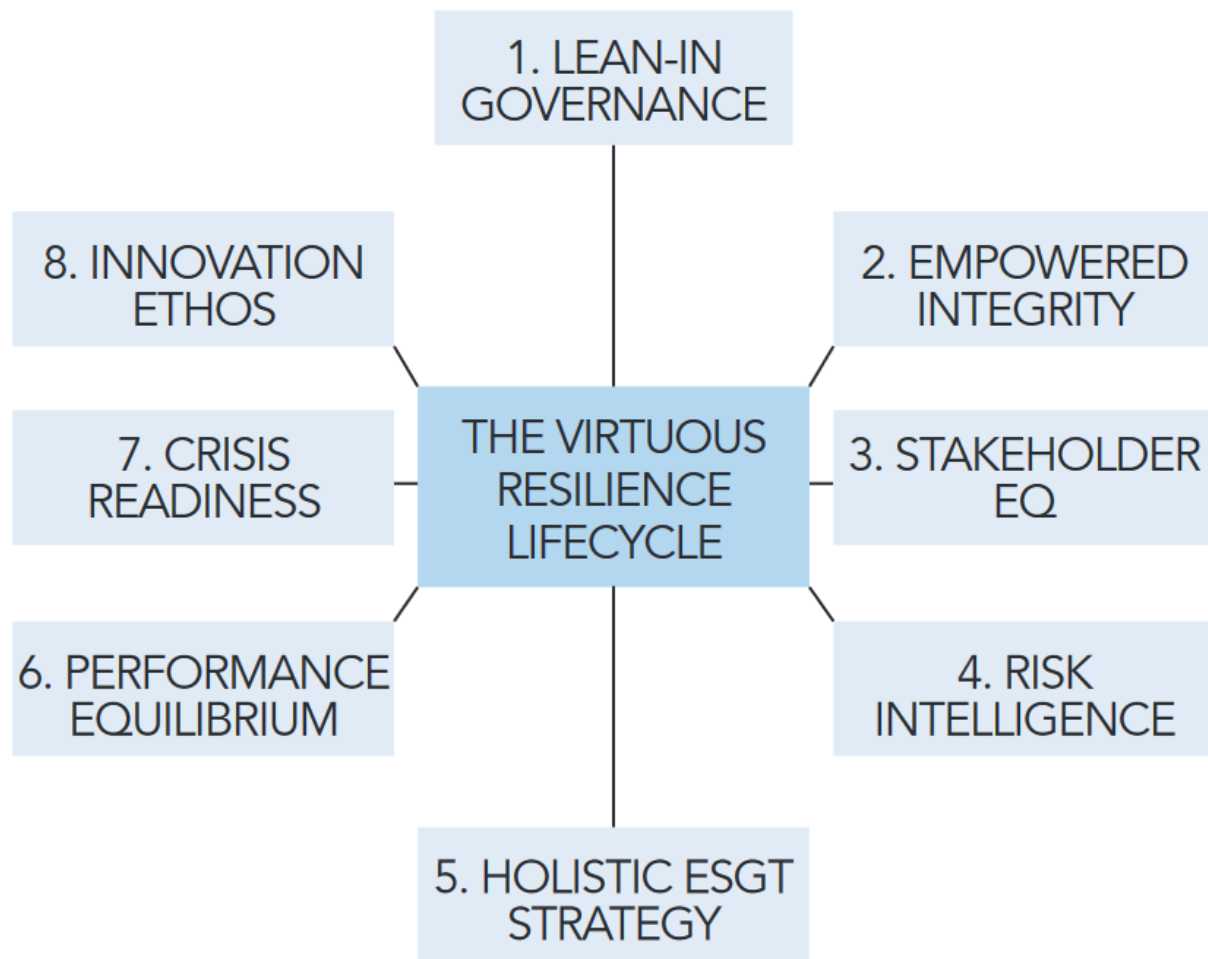 1. LEAN-IN
GOVERNANCE
8. INNOVATION
ETHOS
2. EMPOWERED
INTEGRITY
7. CRISIS
READINESS
THE VIRTUOUS
RESILIENCE
LIFECYCLE
3. STAKEHOLDER
EQ
6. PERFORMANCE
EQUILIBRIUM
4. RISK
INTELLIGENCE
5. HOLISTIC ESGT
STRATEGY